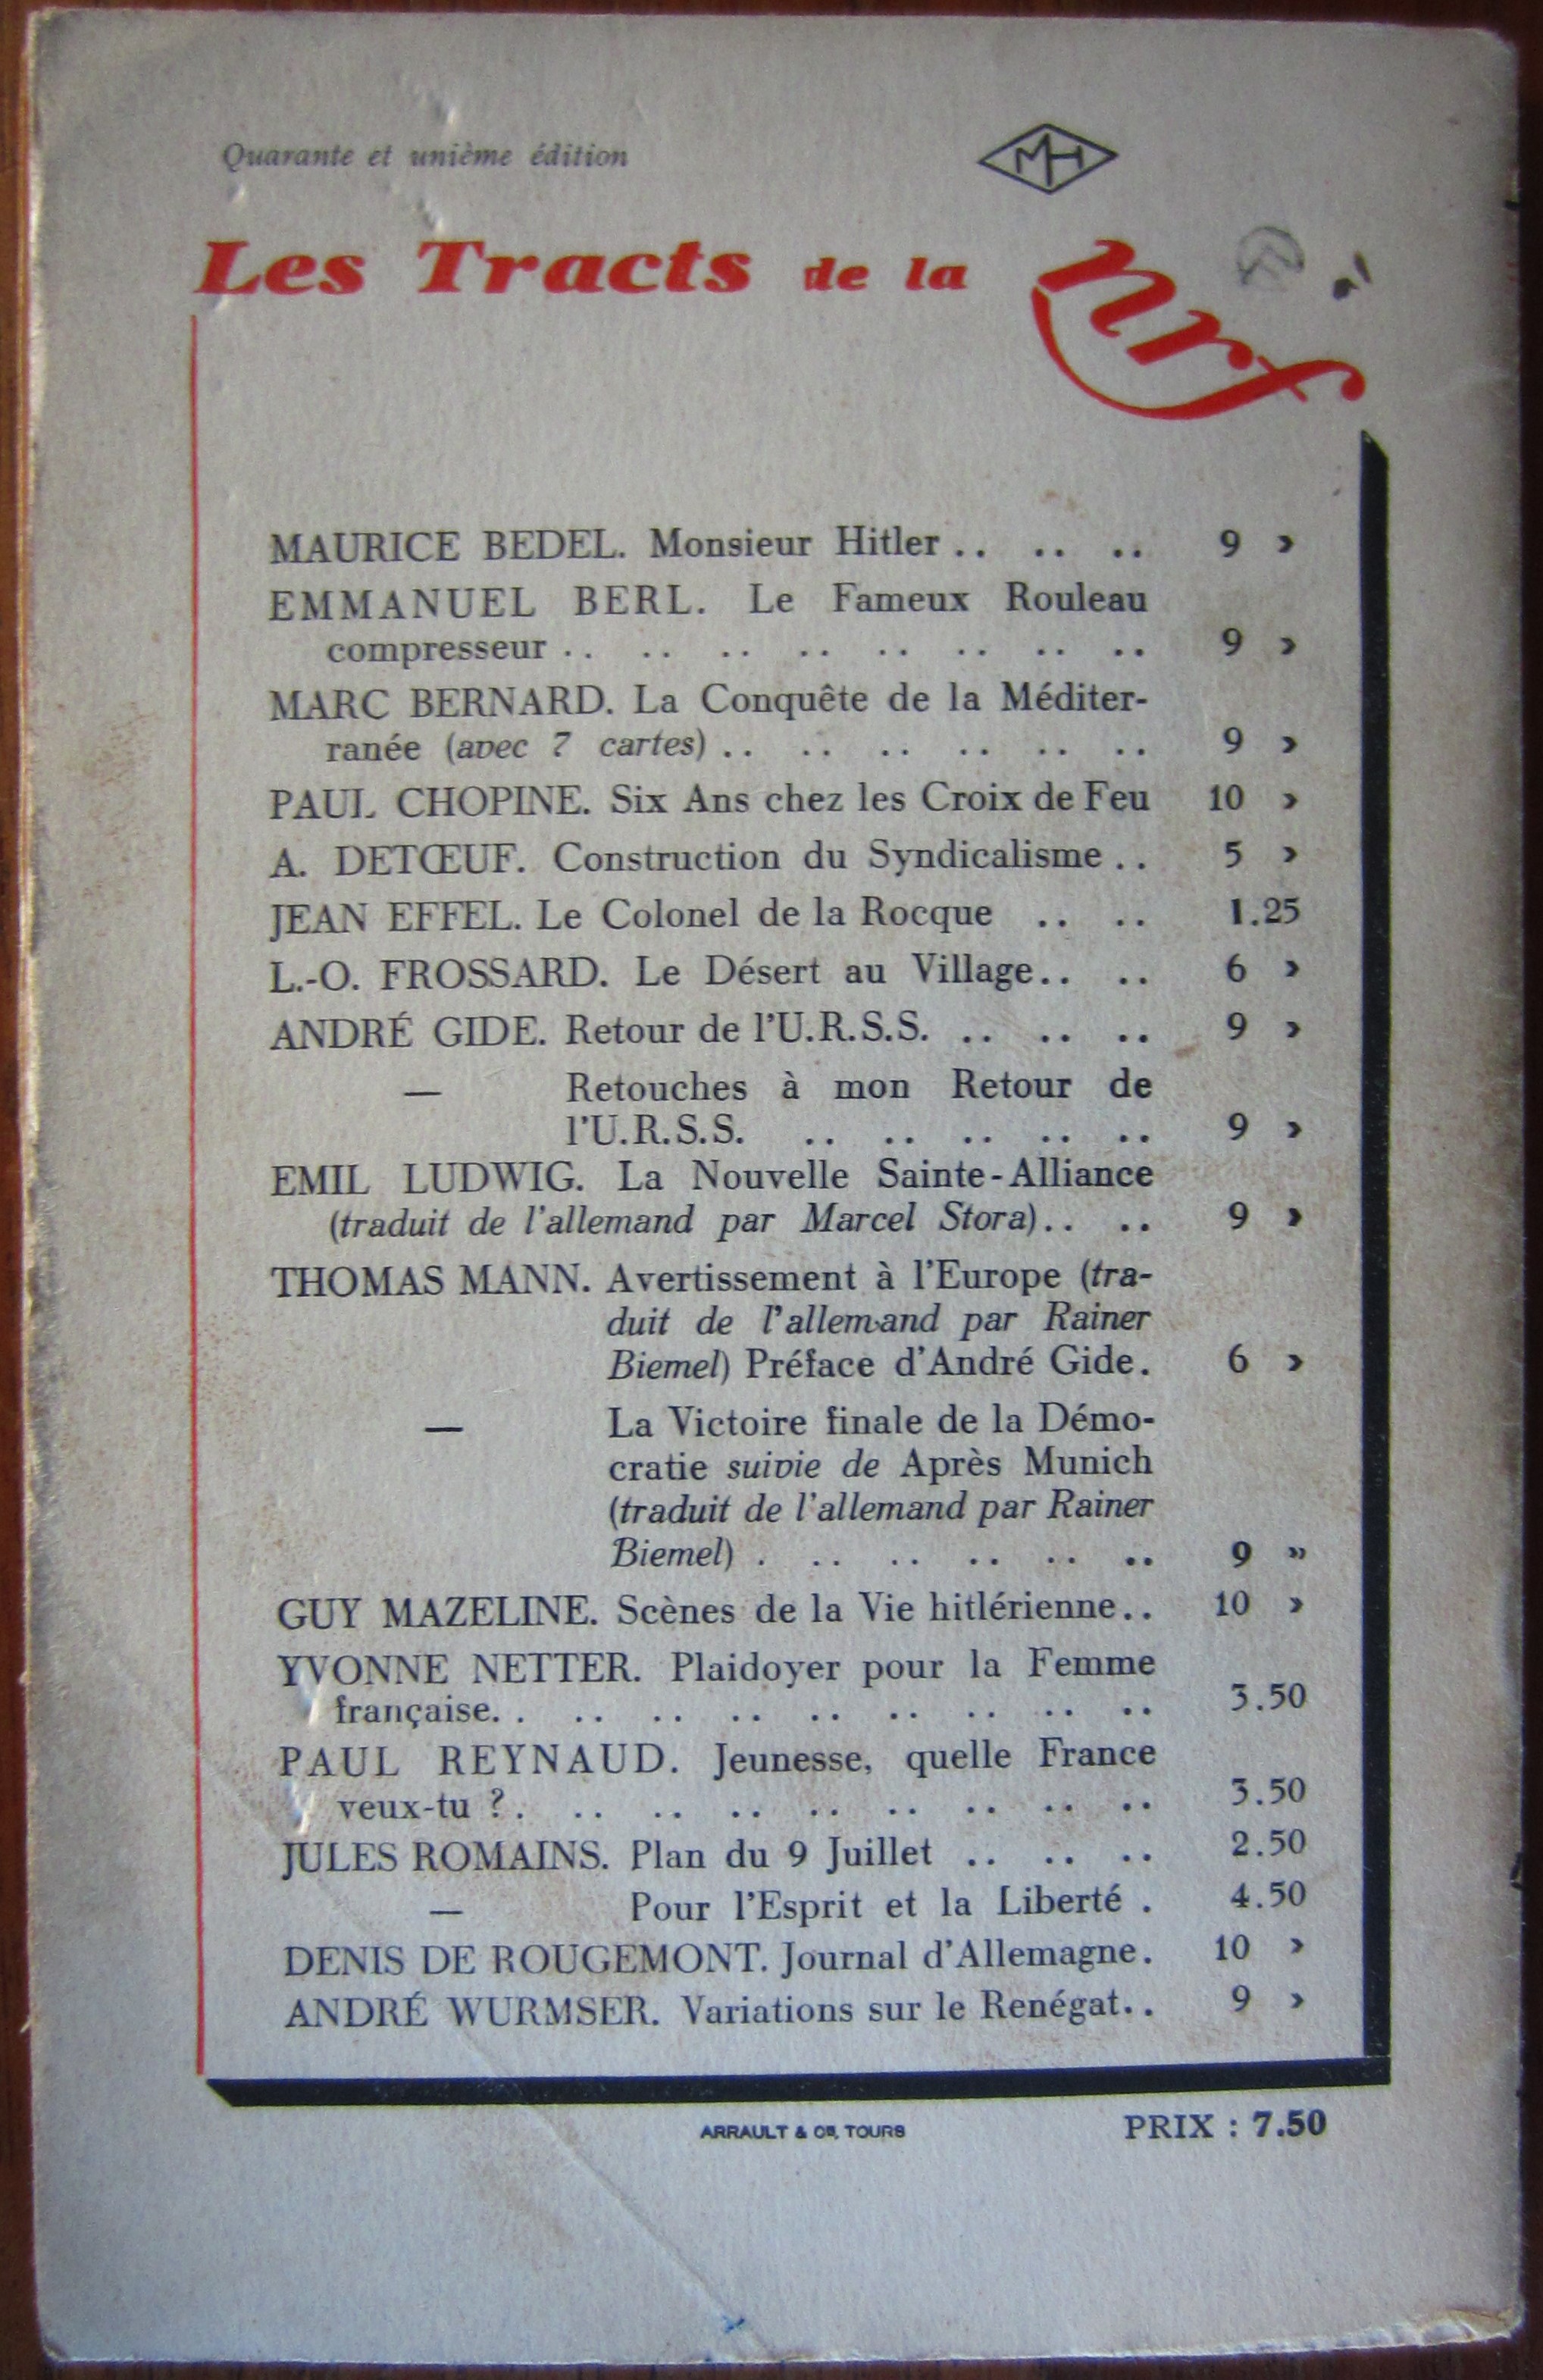 Quarante et unième édition
MH
Les Tracts de la nrf
MAURICE BEDEL. Monsieur Hitler .. .. .. 9 »
EMMANUEL BERL. Le Fameux Rouleau
compresseur .. .. .. .. .. .. .. .. 9 »
MARC BERNARD. La Conquête de la Méditer-
ranée (avec 7 cartes) .. .. .. .. .. .. 9 »
PAUL CHOPINE. Six Ans chez les Croix de Feu 10 »
A. DETŒUF. Construction du Syndicalisme .. 5 »
JEAN EFFEL. Le Colonel de la Rocque .. .. 1.25
L.-O. FROSSARD. Le Désert au Village.. .. 6 »
ANDRÉ GIDE. Retour de l'U.R.S.S. .. .. .. 9 »
— Retouches à mon Retour de
l'U.R.S.S. .. .. .. .. .. 9 »
EMIL LUDWIG. La Nouvelle Sainte-Alliance
(traduit de l'allemand par Marcel Stora).. .. 9 »
THOMAS MANN. Avertissement à l'Europe (tra-
duit de l'allemand par Rainer
Biemel) Préface d'André Gide. 6 »
— La Victoire finale de la Démo-
cratie suivie de Après Munich
(traduit de l'allemand par Rainer
Biemel) . .. .. .. .. .. 9 »
GUY MAZELINE. Scènes de la Vie hitlérienne.. 10 »
YVONNE NETTER. Plaidoyer pour la Femme
française. . .. .. .. .. .. .. .. .. 3.50
PAUL REYNAUD. Jeunesse, quelle France
veux-tu ?. .. .. .. .. .. .. .. .. 3.50
JULES ROMAINS. Plan du 9 Juillet .. .. .. 2.50
— Pour l'Esprit et la Liberté . 4.50
DENIS DE ROUGEMONT. Journal d'Allemagne. 10 »
ANDRÉ WURMSER. Variations sur le Renégat.. 9 »
ARRAULT & Cie, TOURS PRIX : 7.50